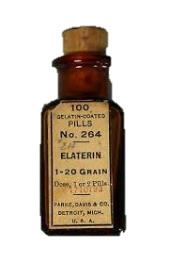 100
GELATIN-COATED
PILLS
No. 264
ELATERIN
1-20 GRAIN
Dose, 1 or 2 Pills.
PARKE, DAVIS & CO.
DETROIT, MICH.
U. S. A.